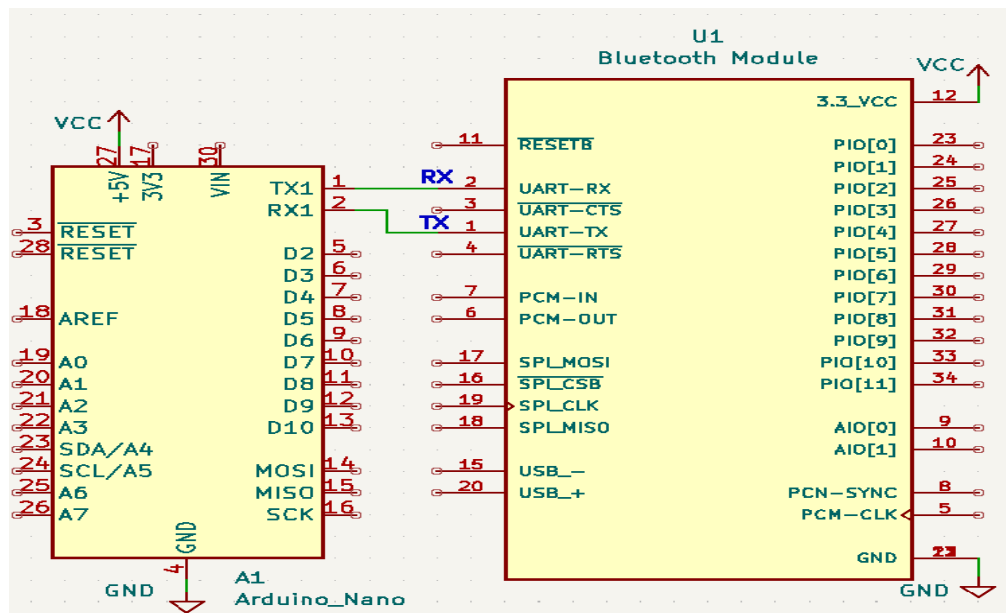 U1
Bluetooth Module
VCC
3.3_VCC 12
VCC
27 17 30
+5V 3V3 VIN
11 RESETB
PIO[0] 23
PIO[1] 24
TX1 1 RX 2 UART-RX
PIO[2] 25
RX1 2
3 UART-CTS
PIO[3] 26
3 RESET
TX 1 UART-TX
PIO[4] 27
28 RESET
D2 5
4 UART-RTS
PIO[5] 28
D3 6
PIO[6] 29
D4 7
7 PCM-IN
PIO[7] 30
18 AREF
D5 8
6 PCM-OUT
PIO[8] 31
D6 9
PIO[9] 32
19 A0
D7 10
17 SPI_MOSI
PIO[10] 33
20 A1
D8 11
16 SPI_CSB
PIO[11] 34
21 A2
D9 12
19 SPI_CLK
22 A3
D10 13
18 SPI_MISO
AIO[0] 9
23 SDA/A4
AIO[1] 10
24 SCL/A5
MOSI 14
15 USB_-
25 A6
MISO 15
20 USB_+
PCN-SYNC 8
26 A7
SCK 16
PCM-CLK 5
GND
4
GND
GND
A1
Arduino_Nano
GND